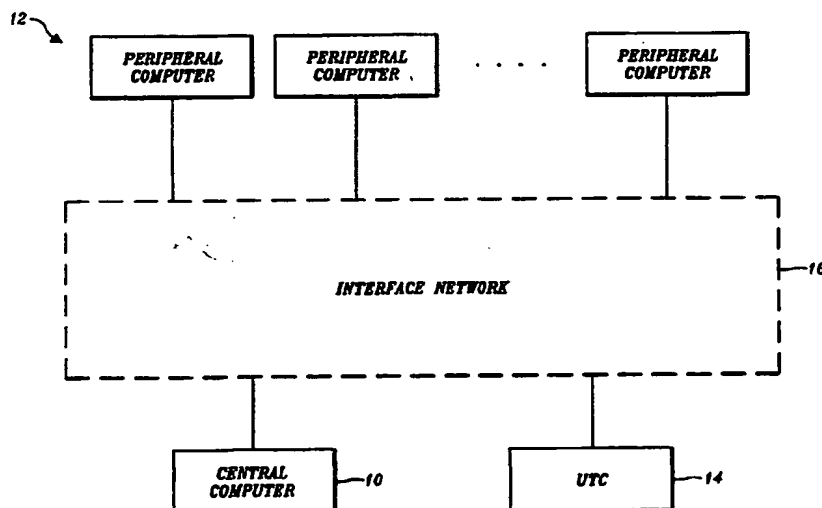 12
PERIPHERAL
COMPUTER
PERIPHERAL
COMPUTER
PERIPHERAL
COMPUTER
INTERFACE NETWORK
16
CENTRAL
COMPUTER
10
UTC
14